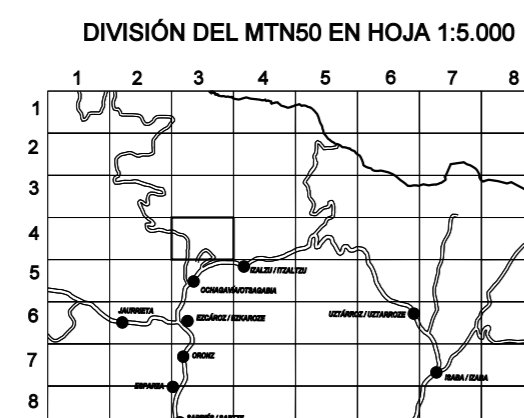 DIVISIÓN DEL MTN50 EN HOJA 1:5.000
1 2 3 4 5 6 7 8
1
2
3
4
5
6
7
8
IZALZU / ITZALTZU
OCHAGAVÍA/OTSAGABIA
JAURRIETA
EZCÁROZ / EZKAROZE
UZTÁRROZ / UZTARROZE
ORONZ
ISABA / IZABA
ESPARZA